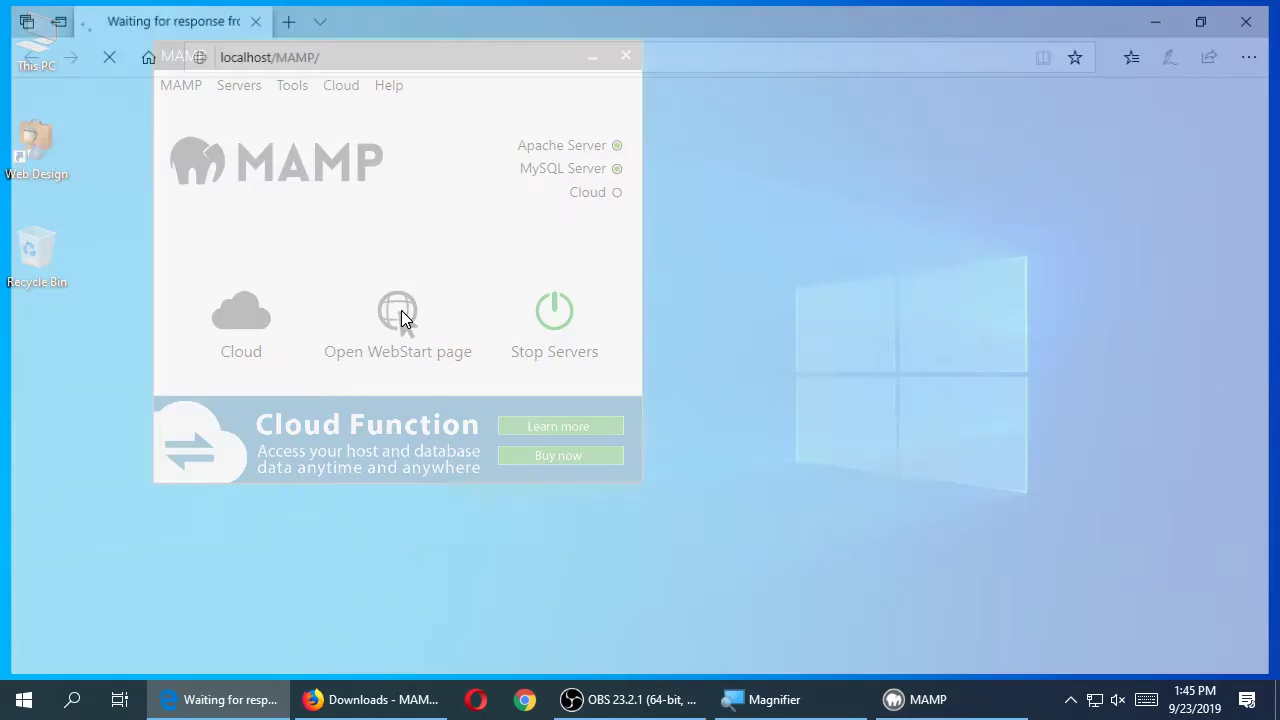 Waiting for response fro
This PC
MAMP
localhost/MAMP/
MAMP Servers Tools Cloud Help
MAMP
Apache Server
MySQL Server
Cloud
Web Design
Recycle Bin
Cloud
Open WebStart page
Stop Servers
Cloud Function
Access your host and database
data anytime and anywhere
Learn more
Buy now
Waiting for resp...
Downloads - MAM...
OBS 23.2.1 (64-bit, ...
Magnifier
MAMP
1:45 PM
9/23/2019